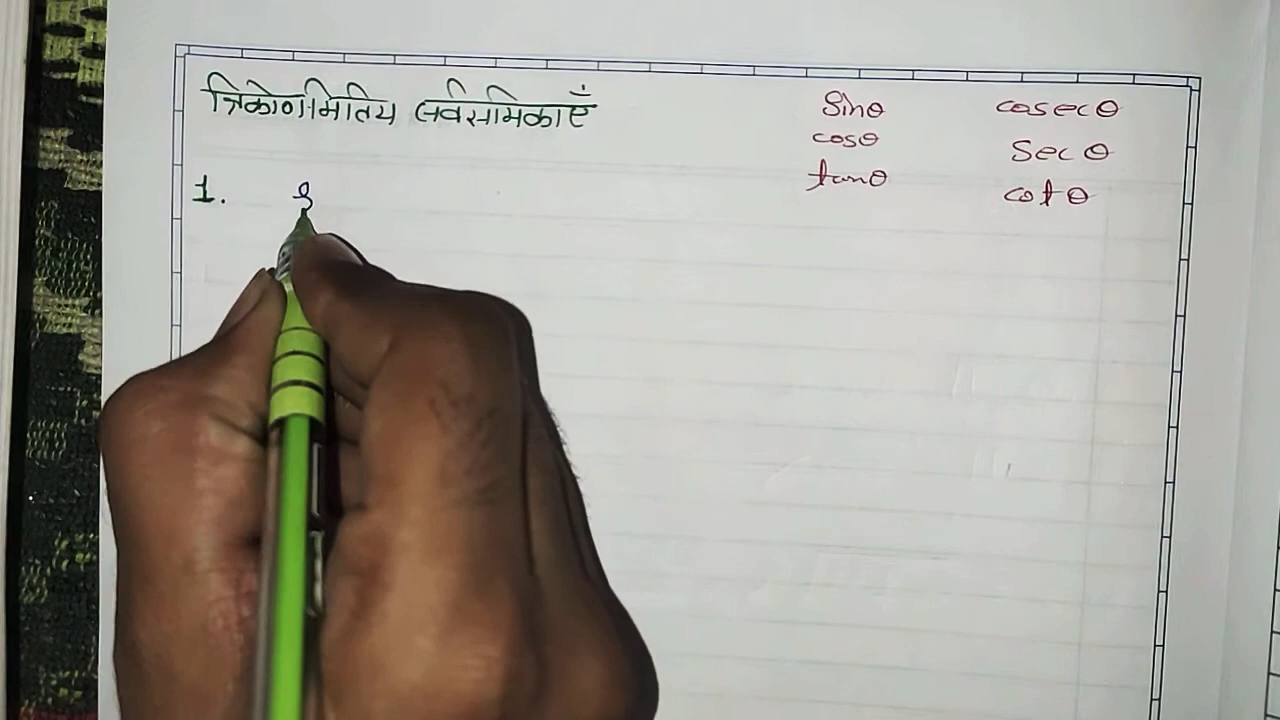 त्रिकोणमितिय सर्वसमिकाएँ
sinθ cosecθ
cosθ secθ
tanθ cotθ
1. s